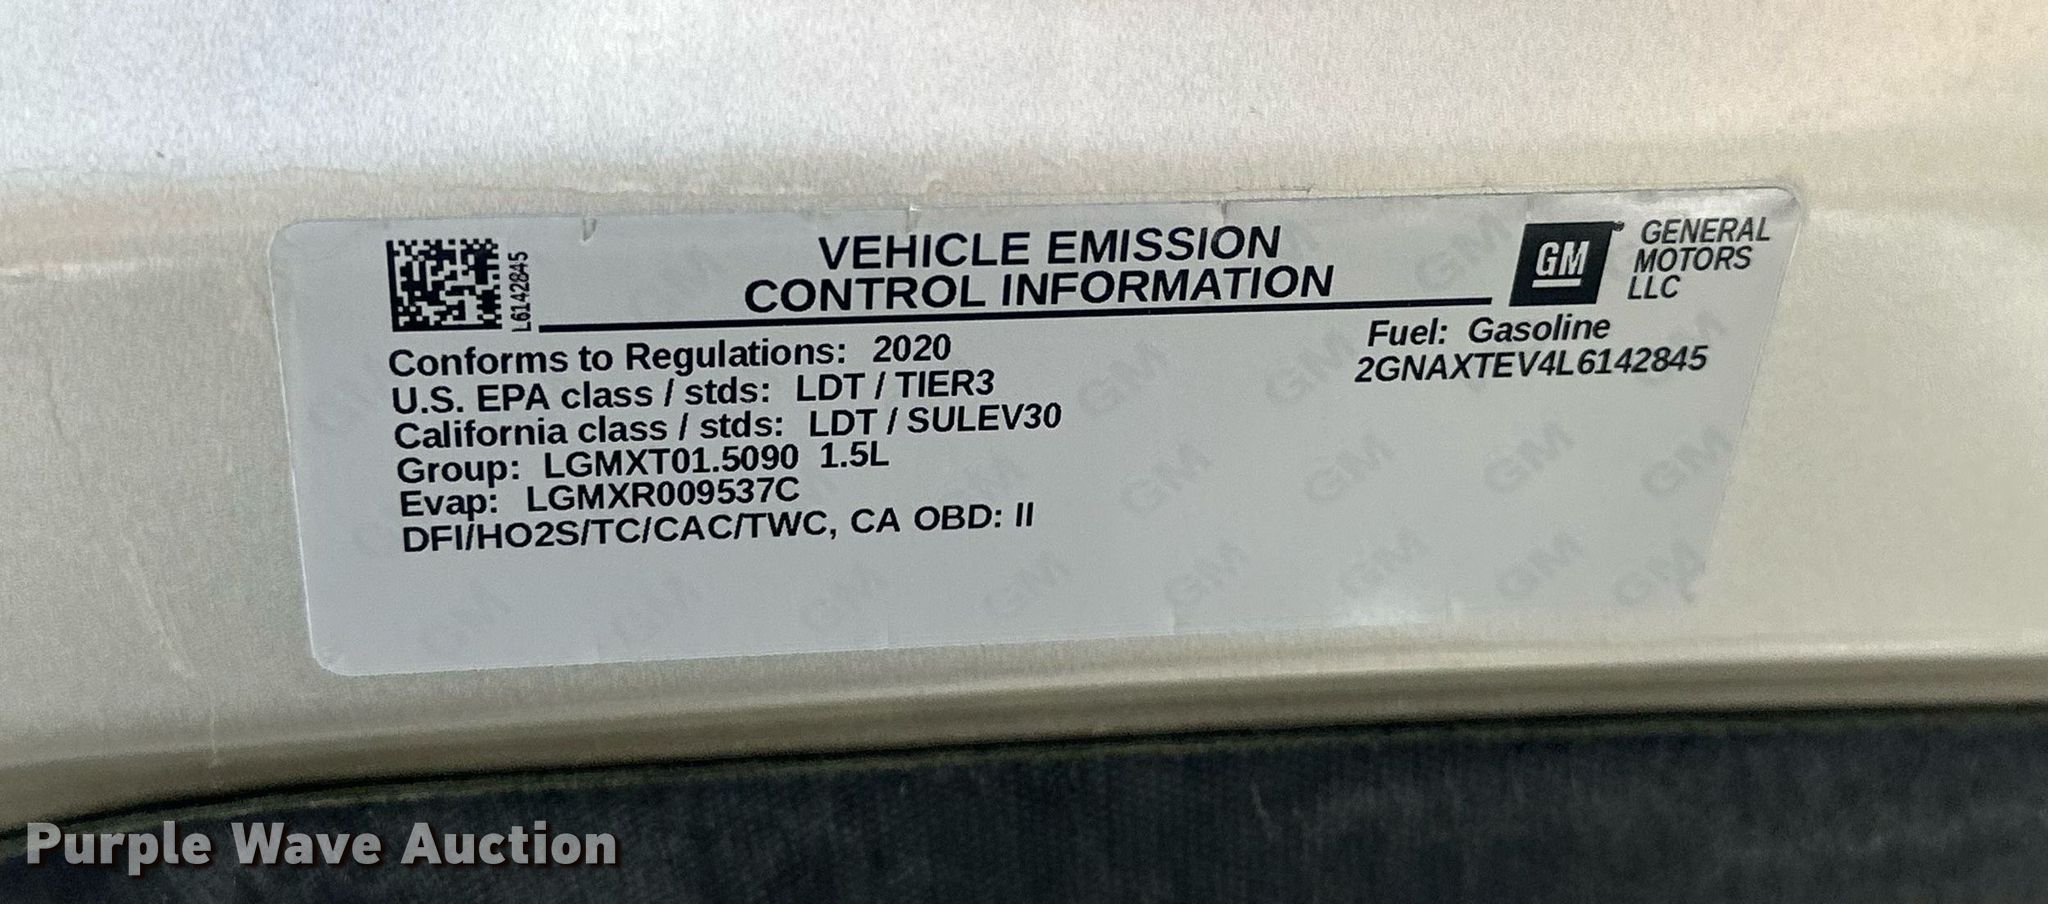 L6142845
VEHICLE EMISSION
CONTROL INFORMATION
GM
GENERAL
MOTORS
LLC
Conforms to Regulations: 2020
U.S. EPA class / stds: LDT / TIER3
California class / stds: LDT / SULEV30
Group: LGMXT01.5090 1.5L
Evap: LGMXR009537C
DFI/HO2S/TC/CAC/TWC, CA OBD: II
Fuel: Gasoline
2GNAXTEV4L6142845
Purple Wave Auction